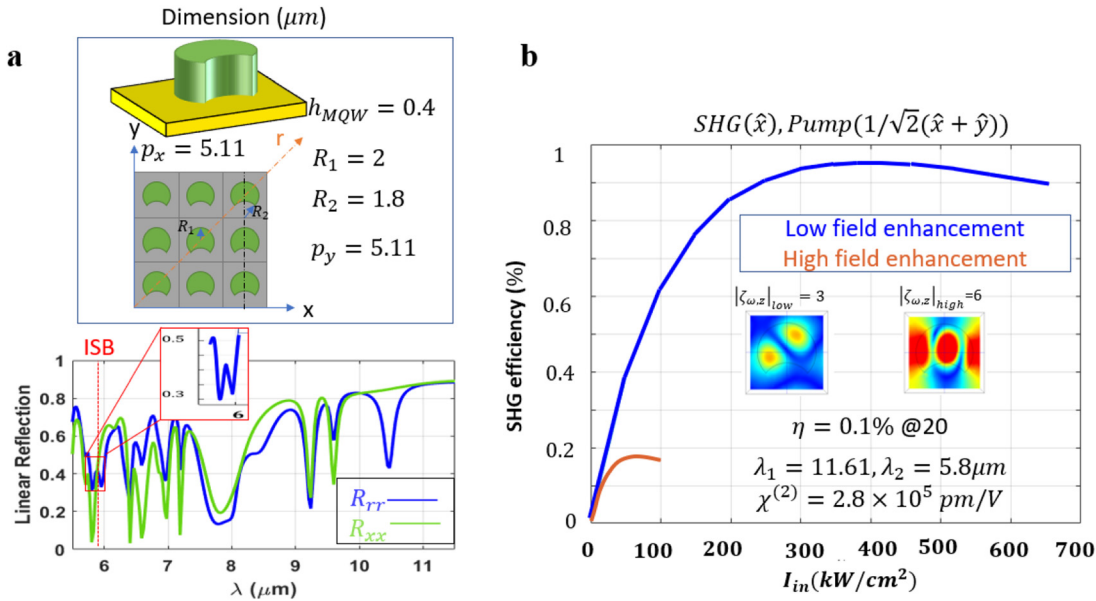 Dimension (μm)
a
h_MQW = 0.4
y
r
p_x = 5.11
R_1 = 2
R_2 = 1.8
R_2
R_1
p_y = 5.11
x
ISB
0.5
0.3
6
1
0.8
0.6
0.4
0.2
0
Linear Reflection
R_rr
R_xx
6 7 8 9 10 11
λ (μm)
b
SHG(x̂), Pump(1/√2(x̂ + ŷ))
1
0.8
0.6
0.4
0.2
0
SHG efficiency (%)
Low field enhancement
High field enhancement
|ζ_ω,z|_low = 3
|ζ_ω,z|_high=6
η = 0.1% @20
λ_1 = 11.61, λ_2 = 5.8μm
χ^(2) = 2.8 × 10^5 pm/V
0 100 200 300 400 500 600 700
I_in(kW/cm^2)